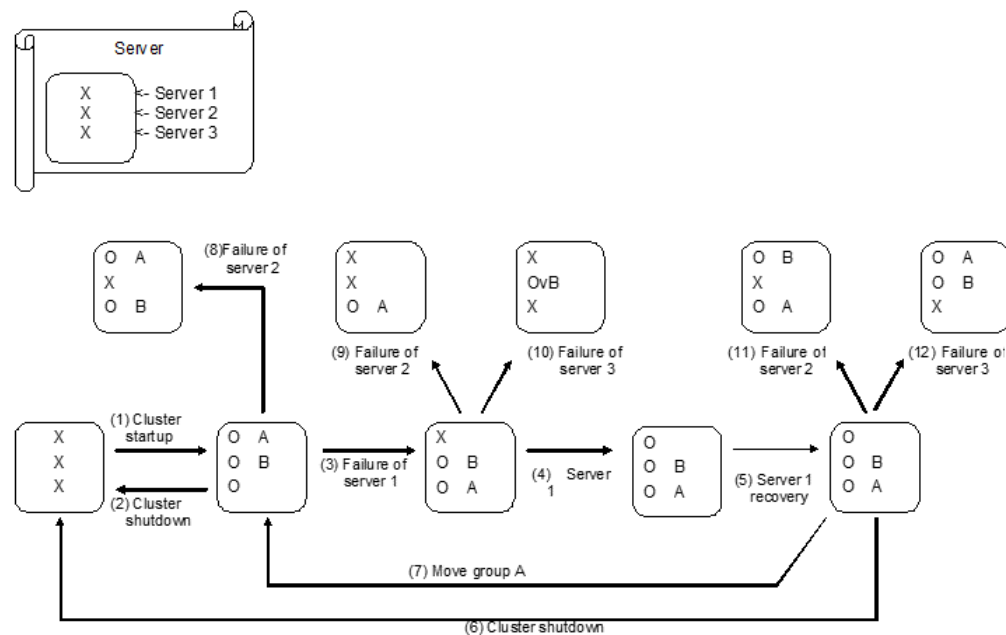 Server
X <- Server 1
X <- Server 2
X <- Server 3
O A
X
O B
(8)Failure of
server 2
X
X
O A
X
OvB
X
O B
X
O A
O A
O B
X
(9) Failure of
server 2
(10) Failure of
server 3
(11) Failure of
server 2
(12) Failure of
server 3
X
X
X
(1) Cluster
startup
(2) Cluster
shutdown
O A
O B
O
(3) Failure of
server 1
X
O B
O A
(4) Server
1
O
O B
O A
(5) Server 1
recovery
O
O B
O A
(7) Move group A
(6) Cluster shutdown